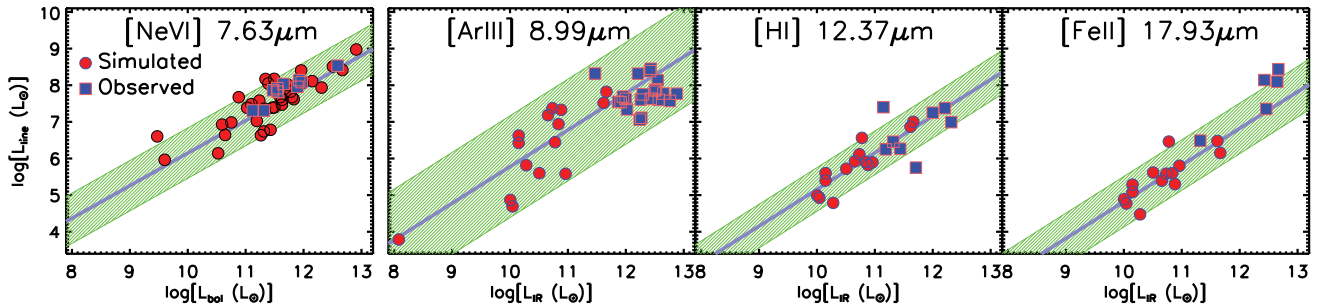 [NeVI] 7.63μm
[ArIII] 8.99μm
[HI] 12.37μm
[FeII] 17.93μm
Simulated
Observed
log[L_line (L_⊙)]
10
9
8
7
6
5
4
8 9 10 11 12 13
8 9 10 11 12 13
8 9 10 11 12 13
8 9 10 11 12 13
log[L_bol (L_⊙)]
log[L_IR (L_⊙)]
log[L_IR (L_⊙)]
log[L_IR (L_⊙)]